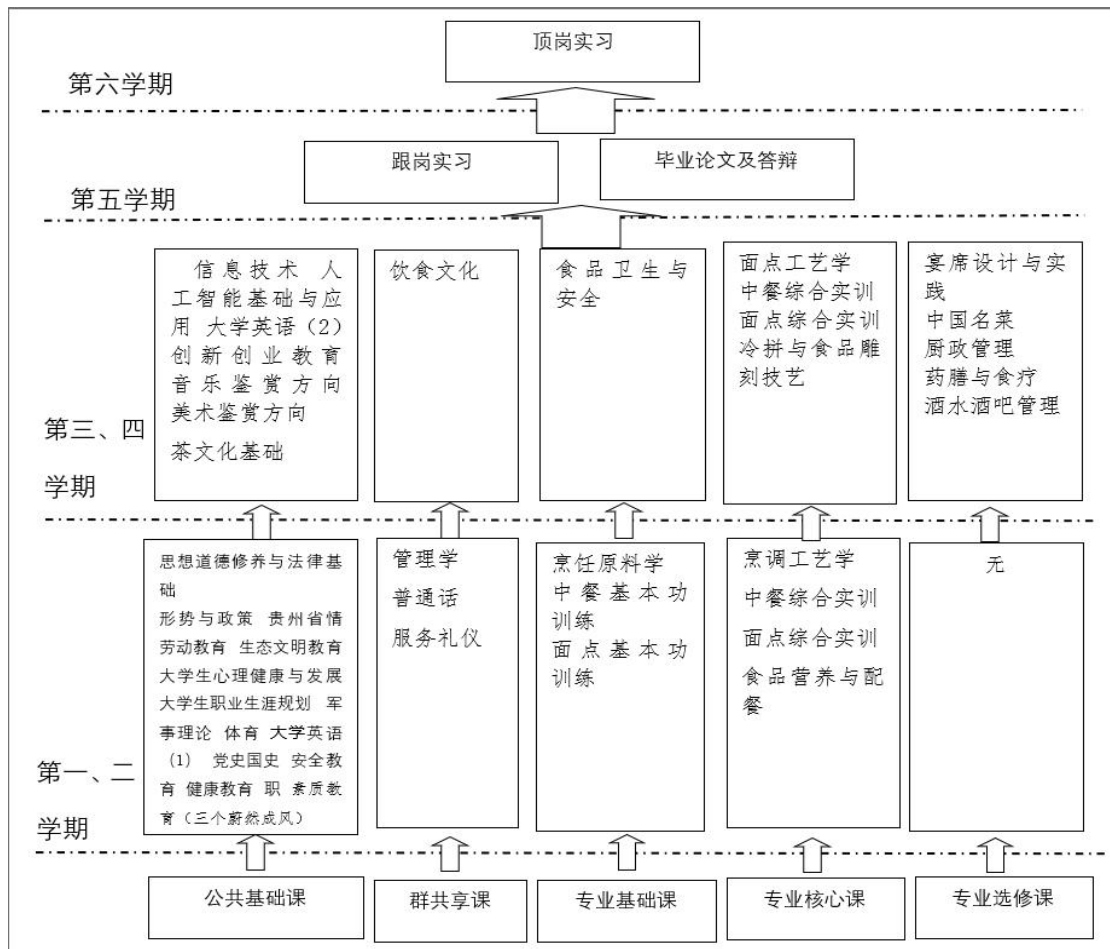 顶岗实习
第六学期
跟岗实习
毕业论文及答辩
第五学期
信息技术 人
工智能基础与应
用 大学英语（2）
创新创业教育
音乐鉴赏方向
美术鉴赏方向
茶文化基础
饮食文化
食品卫生与
安全
面点工艺学
中餐综合实训
面点综合实训
冷拼与食品雕
刻技艺
宴席设计与实
践
中国名菜
厨政管理
药膳与食疗
酒水酒吧管理
第三、四
学期
思想道德修养与法律基
础
形势与政策 贵州省情
劳动教育 生态文明教育
大学生心理健康与发展
大学生职业生涯规划 军
事理论 体育 大学英语
（1） 党史国史 安全教
育 健康教育 职 素质教
育（三个蔚然成风）
管理学
普通话
服务礼仪
烹饪原料学
中餐基本功
训练
面点基本功
训练
烹调工艺学
中餐综合实训
面点综合实训
食品营养与配
餐
无
第一、二
学期
公共基础课
群共享课
专业基础课
专业核心课
专业选修课